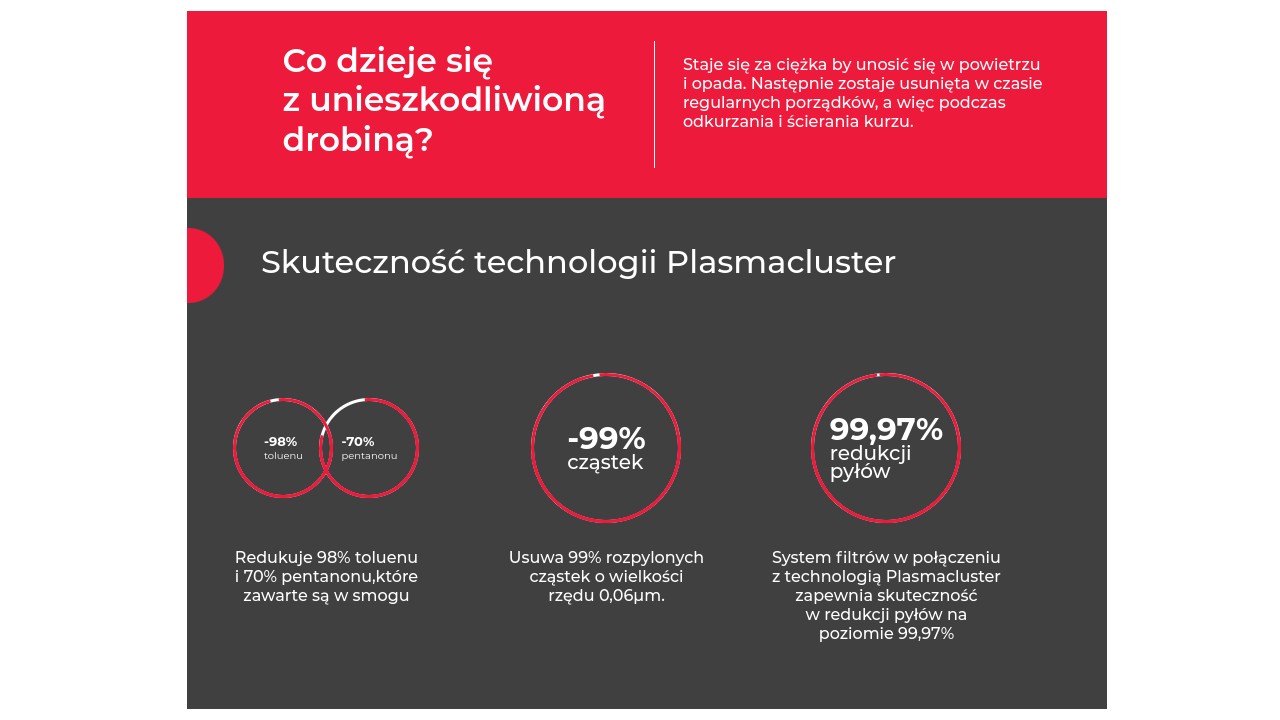 Co dzieje się
z unieszkodliwioną
drobiną?
Staje się za ciężka by unosić się w powietrzu
i opada. Następnie zostaje usunięta w czasie
regularnych porządków, a więc podczas
odkurzania i ścierania kurzu.
Skuteczność technologii Plasmacluster
-98%
toluenu
-70%
pentanonu
Redukuje 98% toluenu
i 70% pentanonu,które
zawarte są w smogu
-99%
cząstek
Usuwa 99% rozpylonych
cząstek o wielkości
rzędu 0,06µm.
99,97%
redukcji
pyłów
System filtrów w połączeniu
z technologią Plasmacluster
zapewnia skuteczność
w redukcji pyłów na
poziomie 99,97%